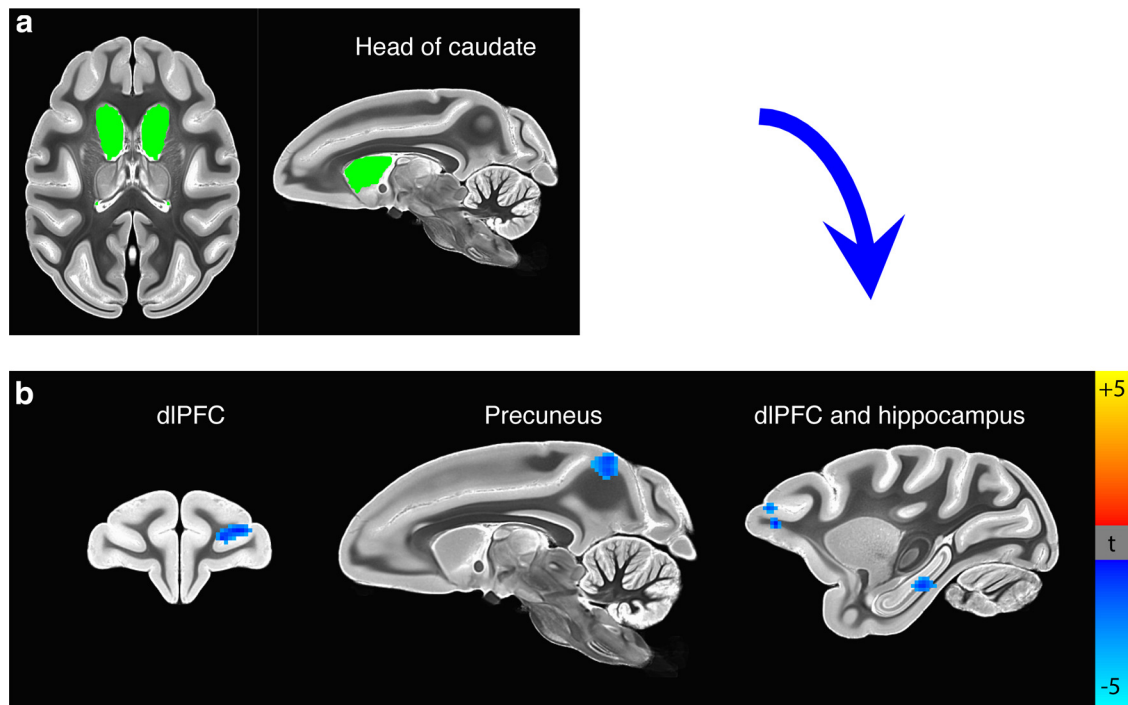 a
Head of caudate
b
dlPFC
Precuneus
dlPFC and hippocampus
+5
t
-5